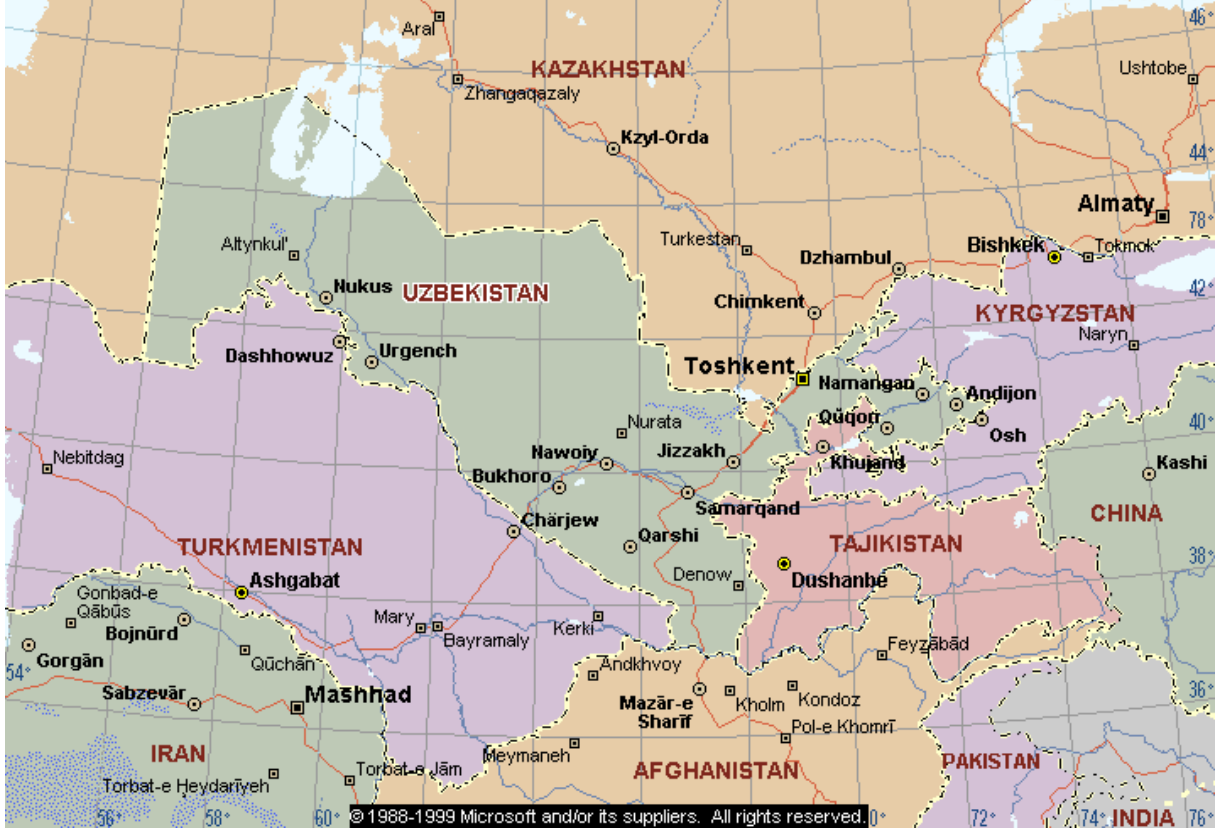 46°
Aral
KAZAKHSTAN
Ushtobe
Zhangaqazaly
Kzyl-Orda
44°
Almaty
78°
Turkestan
Bishkek
Tokmok
Altynkul'
Dzhambul
Nukus
UZBEKISTAN
42°
Chimkent
KYRGYZSTAN
Naryn
Dashhowuz
Urgench
Toshkent
Namangan
Andijon
Nurata
Qŭqon
Osh
40°
Nebitdag
Nawoiy
Jizzakh
Khujand
Kashi
Bukhoro
Samarqand
CHINA
Chärjew
Qarshi
TURKMENISTAN
TAJIKISTAN
38°
Ashgabat
Denow
Dushanbe
Gonbad-e
Qābūs
Mary
Bojnūrd
Kerki
Bayramaly
Feyzābād
Gorgān
Qūchān
Andkhvoy
54°
Sabzevār
Mashhad
Mazār-e
Sharīf
Kholm
Kondoz
36°
Pol-e Khomrī
IRAN
Meymaneh
AFGHANISTAN
PAKISTAN
Torbat-e Heydarīyeh
Torbat-e Jām
56°
58°
60°
© 1988-1999 Microsoft and/or its suppliers. All rights reserved.
0°
72°
74°
INDIA
76°